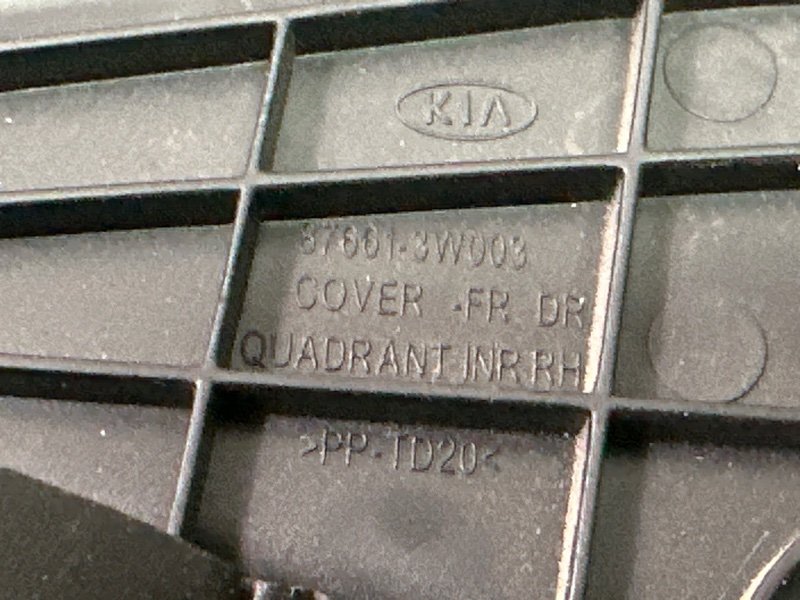 KIA
87661-3W003
COVER -FR DR
QUADRANT INR RH
>PP-TD20<